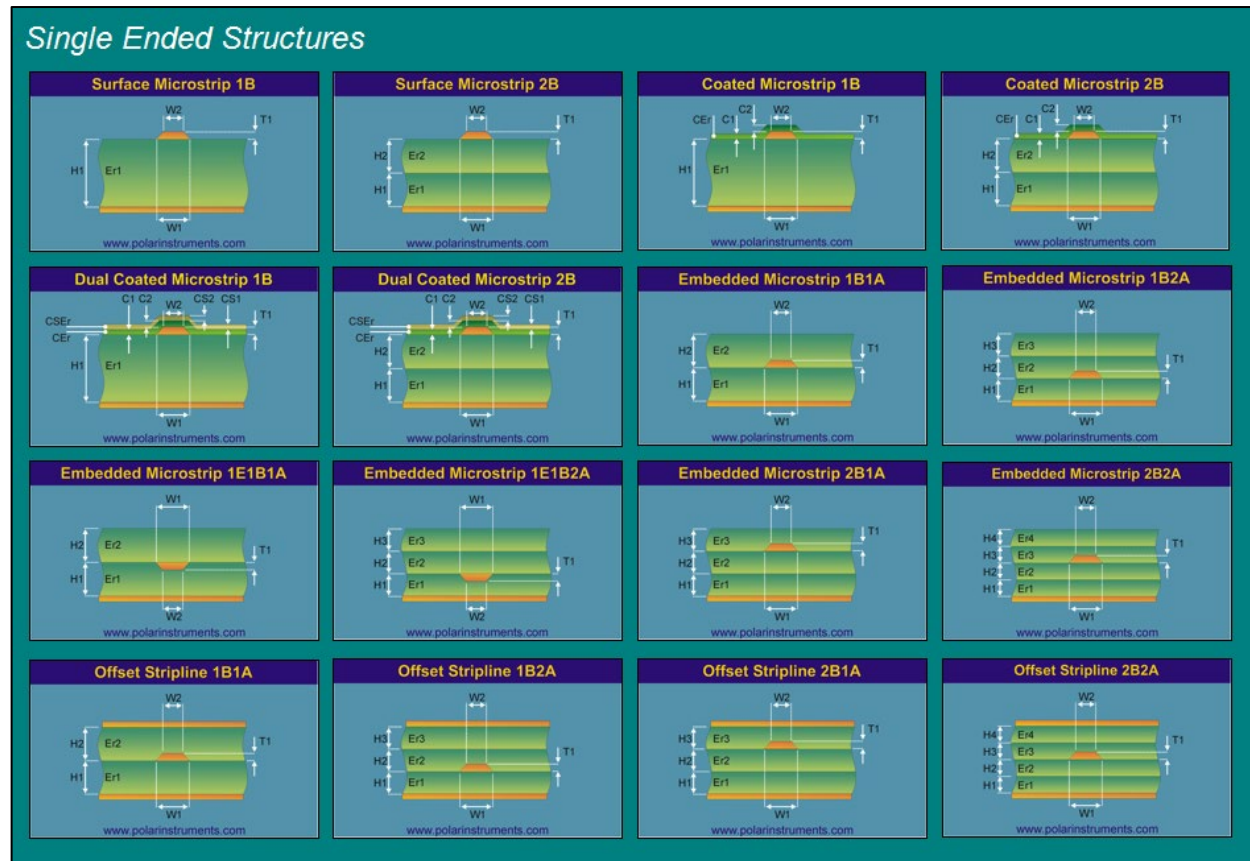 Single Ended Structures
Surface Microstrip 1B
W2
T1
H1
Er1
W1
www.polarinstruments.com
Surface Microstrip 2B
W2
T1
H2
Er2
H1
Er1
W1
www.polarinstruments.com
Coated Microstrip 1B
C2
W2
CEr
C1
T1
H1
Er1
W1
www.polarinstruments.com
Coated Microstrip 2B
C2
W2
CEr
C1
T1
H2
Er2
H1
Er1
W1
www.polarinstruments.com
Dual Coated Microstrip 1B
C1
C2
W2
CS2
CS1
T1
CSEr
CEr
H1
Er1
W1
www.polarinstruments.com
Dual Coated Microstrip 2B
C1
C2
W2
CS2
CS1
T1
CSEr
CEr
H2
Er2
H1
Er1
W1
www.polarinstruments.com
Embedded Microstrip 1B1A
W2
H2
Er2
T1
H1
Er1
W1
www.polarinstruments.com
Embedded Microstrip 1B2A
W2
H3
Er3
T1
H2
Er2
H1
Er1
W1
www.polarinstruments.com
Embedded Microstrip 1E1B1A
W1
H2
Er2
T1
H1
Er1
W2
www.polarinstruments.com
Embedded Microstrip 1E1B2A
W1
H3
Er3
H2
Er2
T1
H1
Er1
W2
www.polarinstruments.com
Embedded Microstrip 2B1A
W2
H3
Er3
T1
H2
Er2
H1
Er1
W1
www.polarinstruments.com
Embedded Microstrip 2B2A
W2
H4
Er4
T1
H3
Er3
H2
Er2
H1
Er1
W1
www.polarinstruments.com
Offset Stripline 1B1A
W2
H2
Er2
T1
H1
Er1
W1
www.polarinstruments.com
Offset Stripline 1B2A
W2
H3
Er3
H2
Er2
T1
H1
Er1
W1
www.polarinstruments.com
Offset Stripline 2B1A
W2
H3
Er3
T1
H2
Er2
H1
Er1
W1
www.polarinstruments.com
Offset Stripline 2B2A
W2
H4
Er4
T1
H3
Er3
H2
Er2
H1
Er1
W1
www.polarinstruments.com